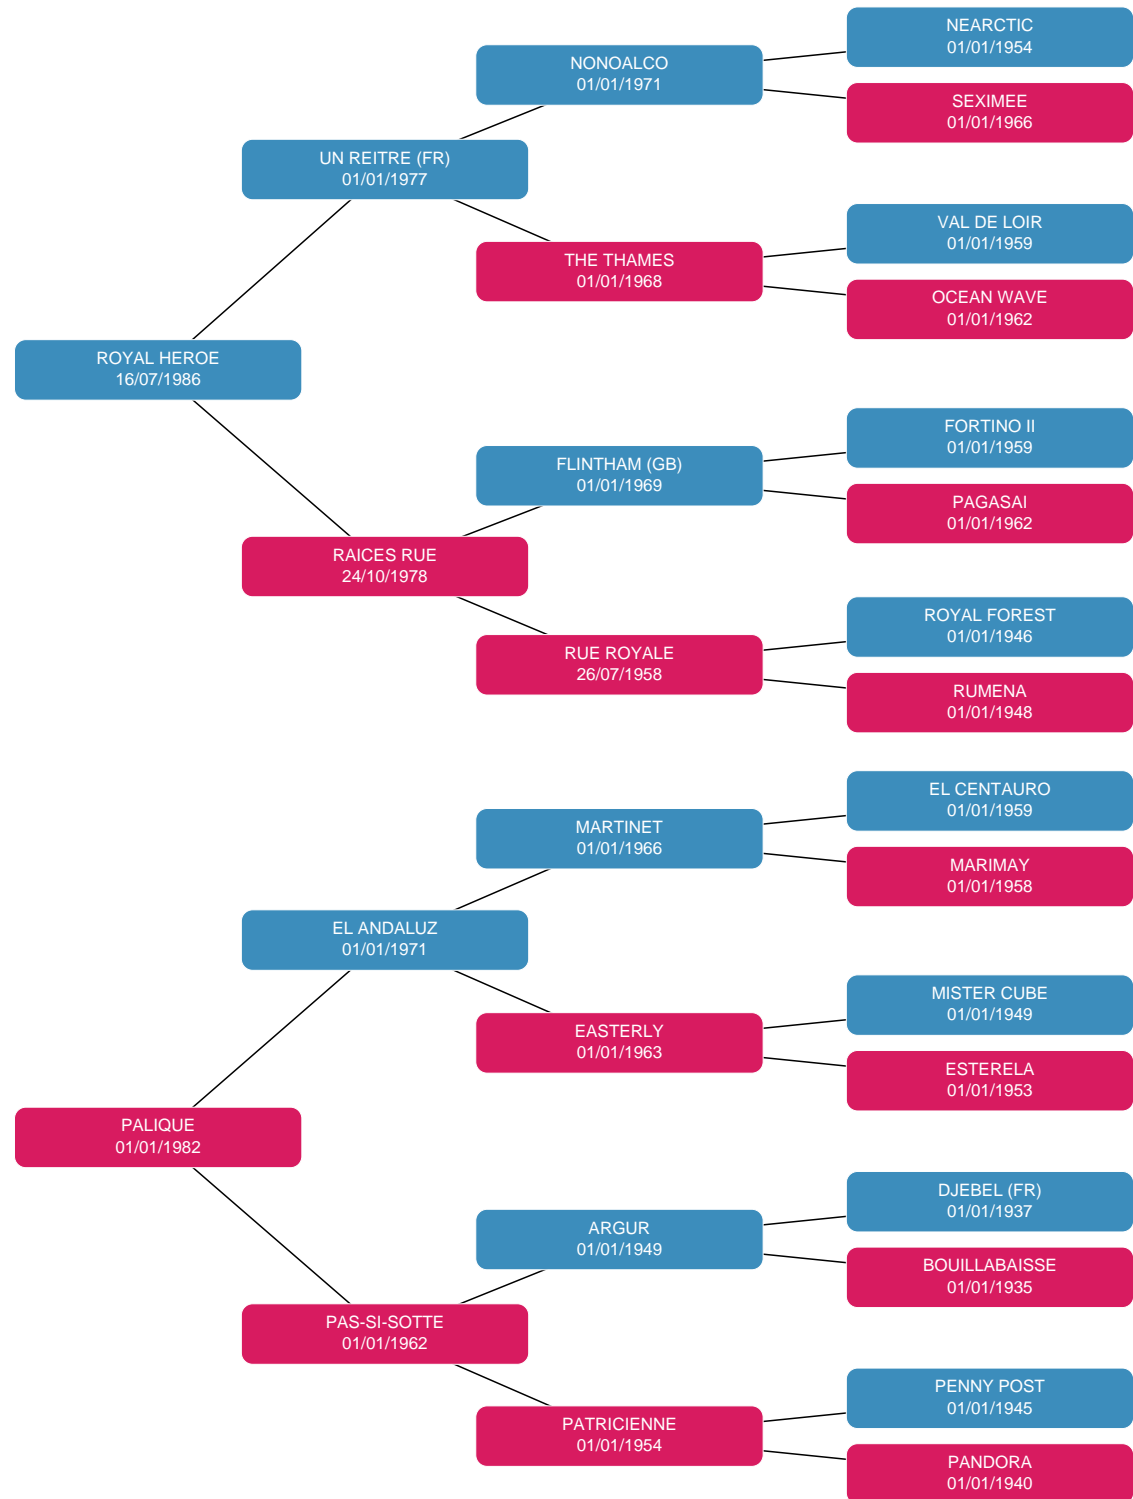 NEARCTIC
01/01/1954
NONOALCO
01/01/1971
SEXIMEE
01/01/1966
UN REITRE (FR)
01/01/1977
VAL DE LOIR
01/01/1959
THE THAMES
01/01/1968
OCEAN WAVE
01/01/1962
ROYAL HEROE
16/07/1986
FORTINO II
01/01/1959
FLINTHAM (GB)
01/01/1969
PAGASAI
01/01/1962
RAICES RUE
24/10/1978
ROYAL FOREST
01/01/1946
RUE ROYALE
26/07/1958
RUMENA
01/01/1948
EL CENTAURO
01/01/1959
MARTINET
01/01/1966
MARIMAY
01/01/1958
EL ANDALUZ
01/01/1971
MISTER CUBE
01/01/1949
EASTERLY
01/01/1963
ESTERELA
01/01/1953
PALIQUE
01/01/1982
DJEBEL (FR)
01/01/1937
ARGUR
01/01/1949
BOUILLABAISSE
01/01/1935
PAS-SI-SOTTE
01/01/1962
PENNY POST
01/01/1945
PATRICIENNE
01/01/1954
PANDORA
01/01/1940